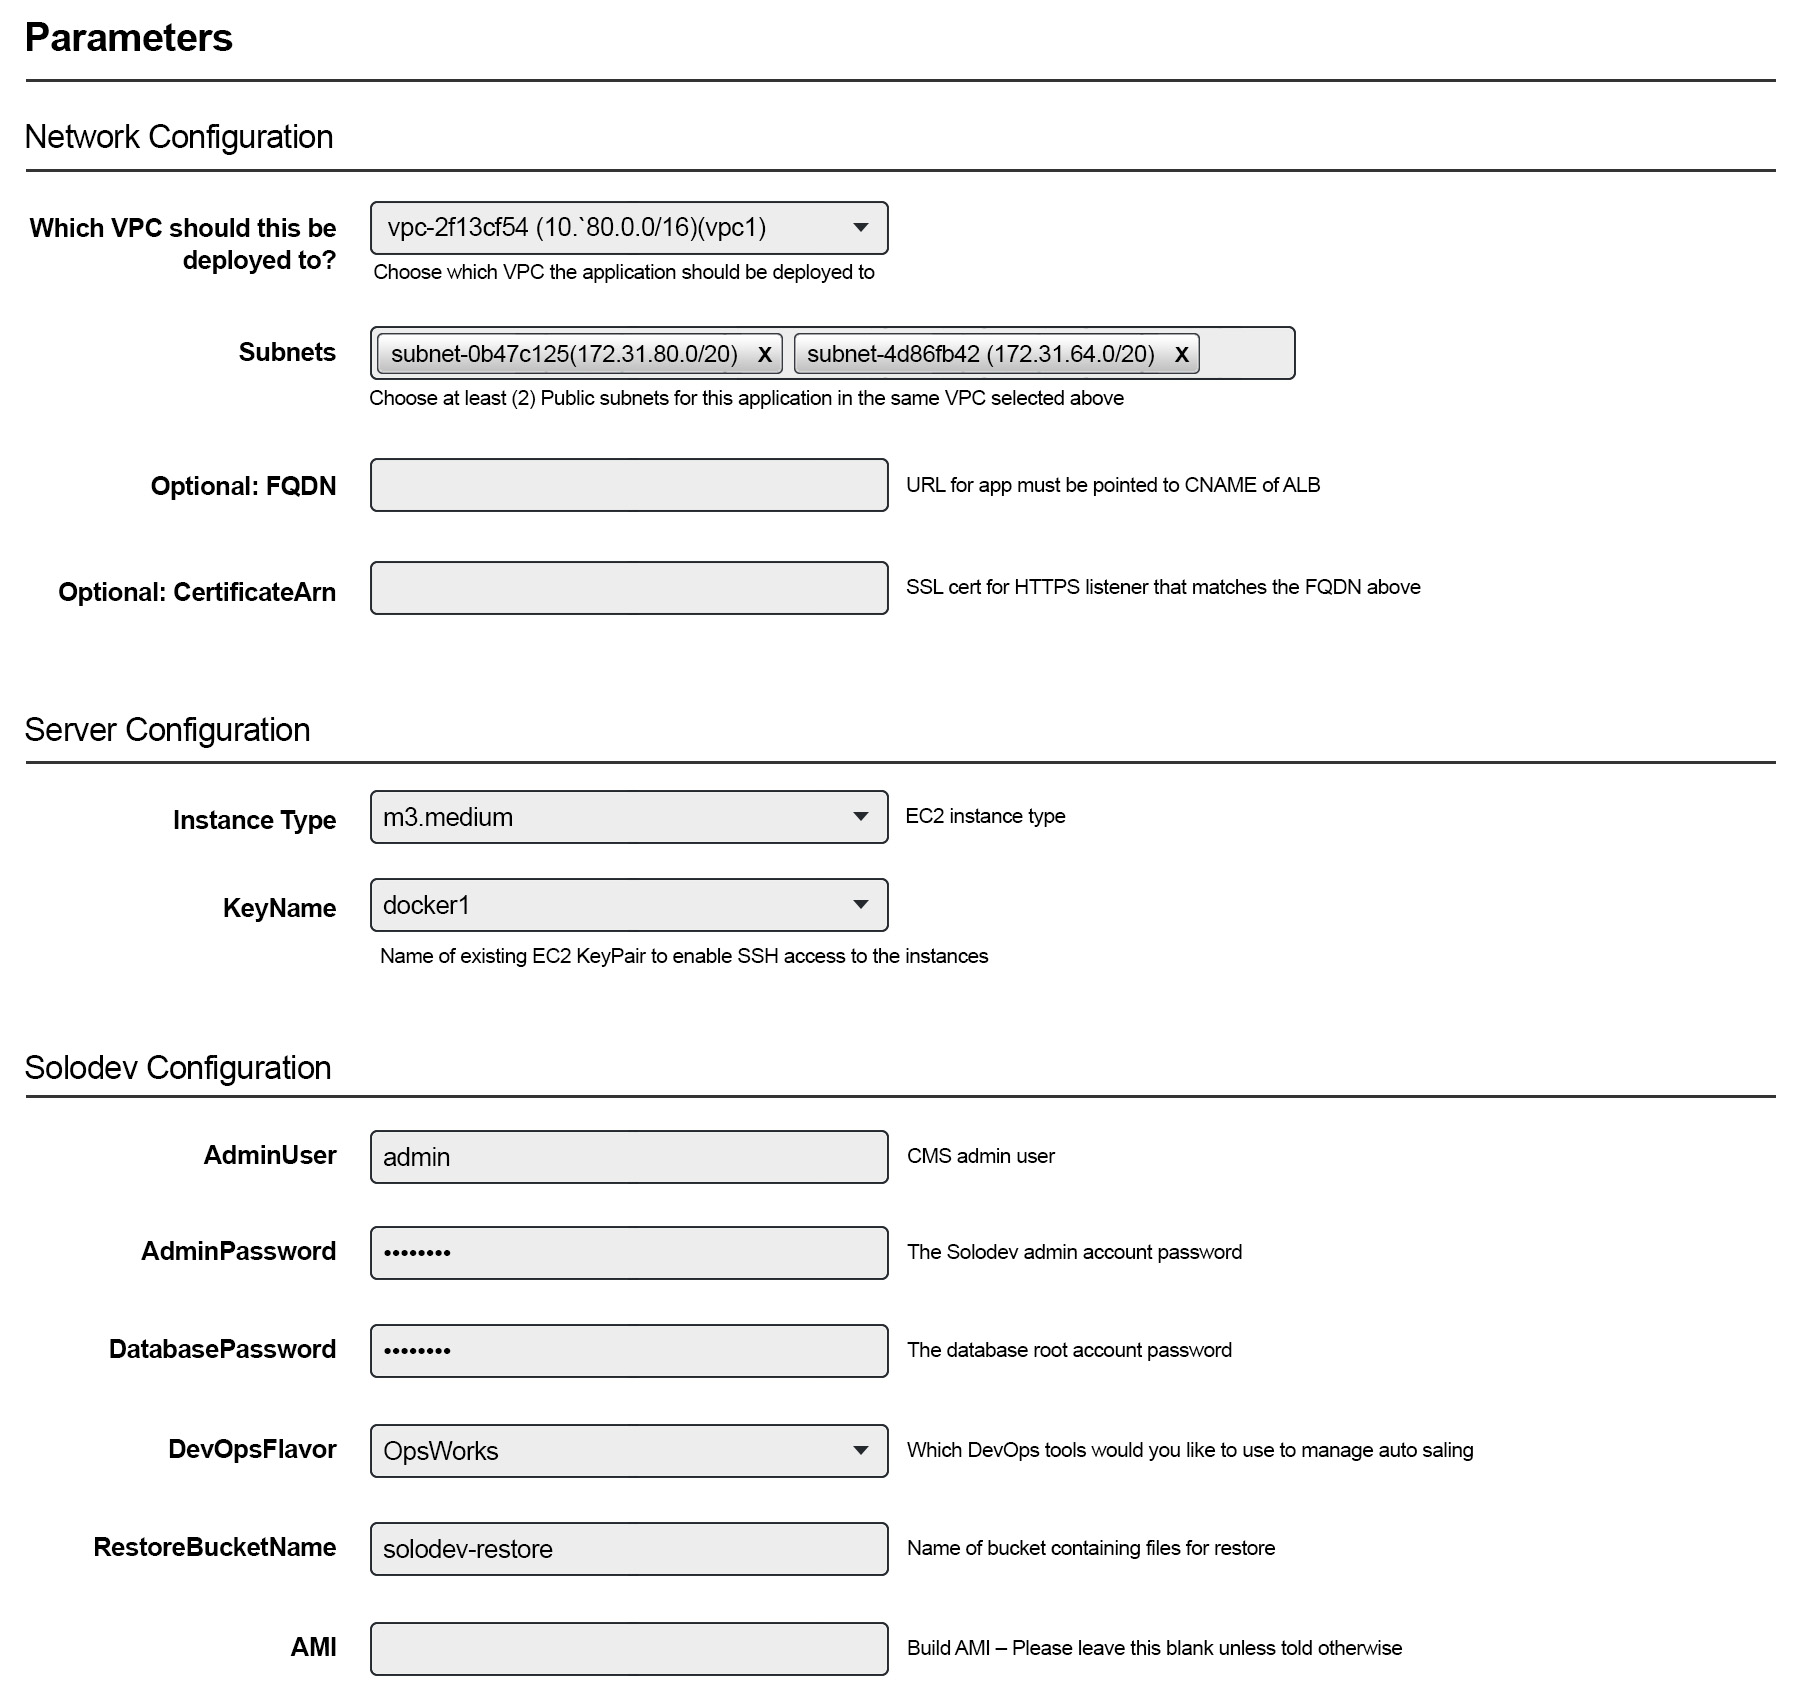 Parameters
Network Configuration
Which VPC should this be
deployed to?
vpc-2f13cf54 (10.`80.0.0/16)(vpc1)
Choose which VPC the application should be deployed to
Subnets
subnet-0b47c125(172.31.80.0/20) X
subnet-4d86fb42 (172.31.64.0/20) X
Choose at least (2) Public subnets for this application in the same VPC selected above
Optional: FQDN
URL for app must be pointed to CNAME of ALB
Optional: CertificateArn
SSL cert for HTTPS listener that matches the FQDN above
Server Configuration
Instance Type
m3.medium
EC2 instance type
KeyName
docker1
Name of existing EC2 KeyPair to enable SSH access to the instances
Solodev Configuration
AdminUser
admin
CMS admin user
AdminPassword
••••••••
The Solodev admin account password
DatabasePassword
••••••••
The database root account password
DevOpsFlavor
OpsWorks
Which DevOps tools would you like to use to manage auto saling
RestoreBucketName
solodev-restore
Name of bucket containing files for restore
AMI
Build AMI – Please leave this blank unless told otherwise